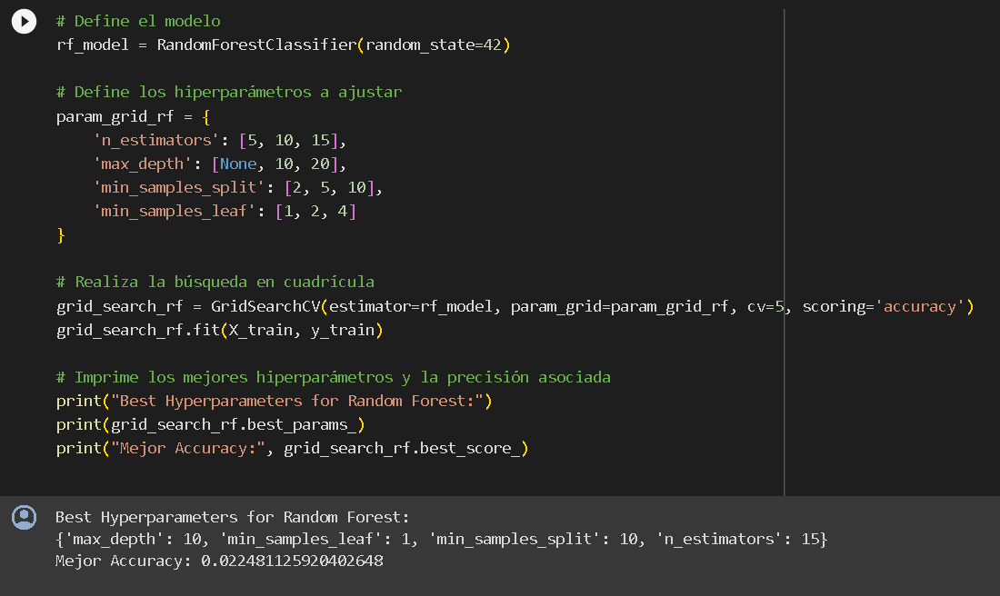 # Define el modelo
rf_model = RandomForestClassifier(random_state=42)
# Define los hiperparámetros a ajustar
param_grid_rf = {
    'n_estimators': [5, 10, 15],
    'max_depth': [None, 10, 20],
    'min_samples_split': [2, 5, 10],
    'min_samples_leaf': [1, 2, 4]
}
# Realiza la búsqueda en cuadrícula
grid_search_rf = GridSearchCV(estimator=rf_model, param_grid=param_grid_rf, cv=5, scoring='accuracy')
grid_search_rf.fit(X_train, y_train)
# Imprime los mejores hiperparámetros y la precisión asociada
print("Best Hyperparameters for Random Forest:")
print(grid_search_rf.best_params_)
print("Mejor Accuracy:", grid_search_rf.best_score_)
Best Hyperparameters for Random Forest:
{'max_depth': 10, 'min_samples_leaf': 1, 'min_samples_split': 10, 'n_estimators': 15}
Mejor Accuracy: 0.022481125920402648